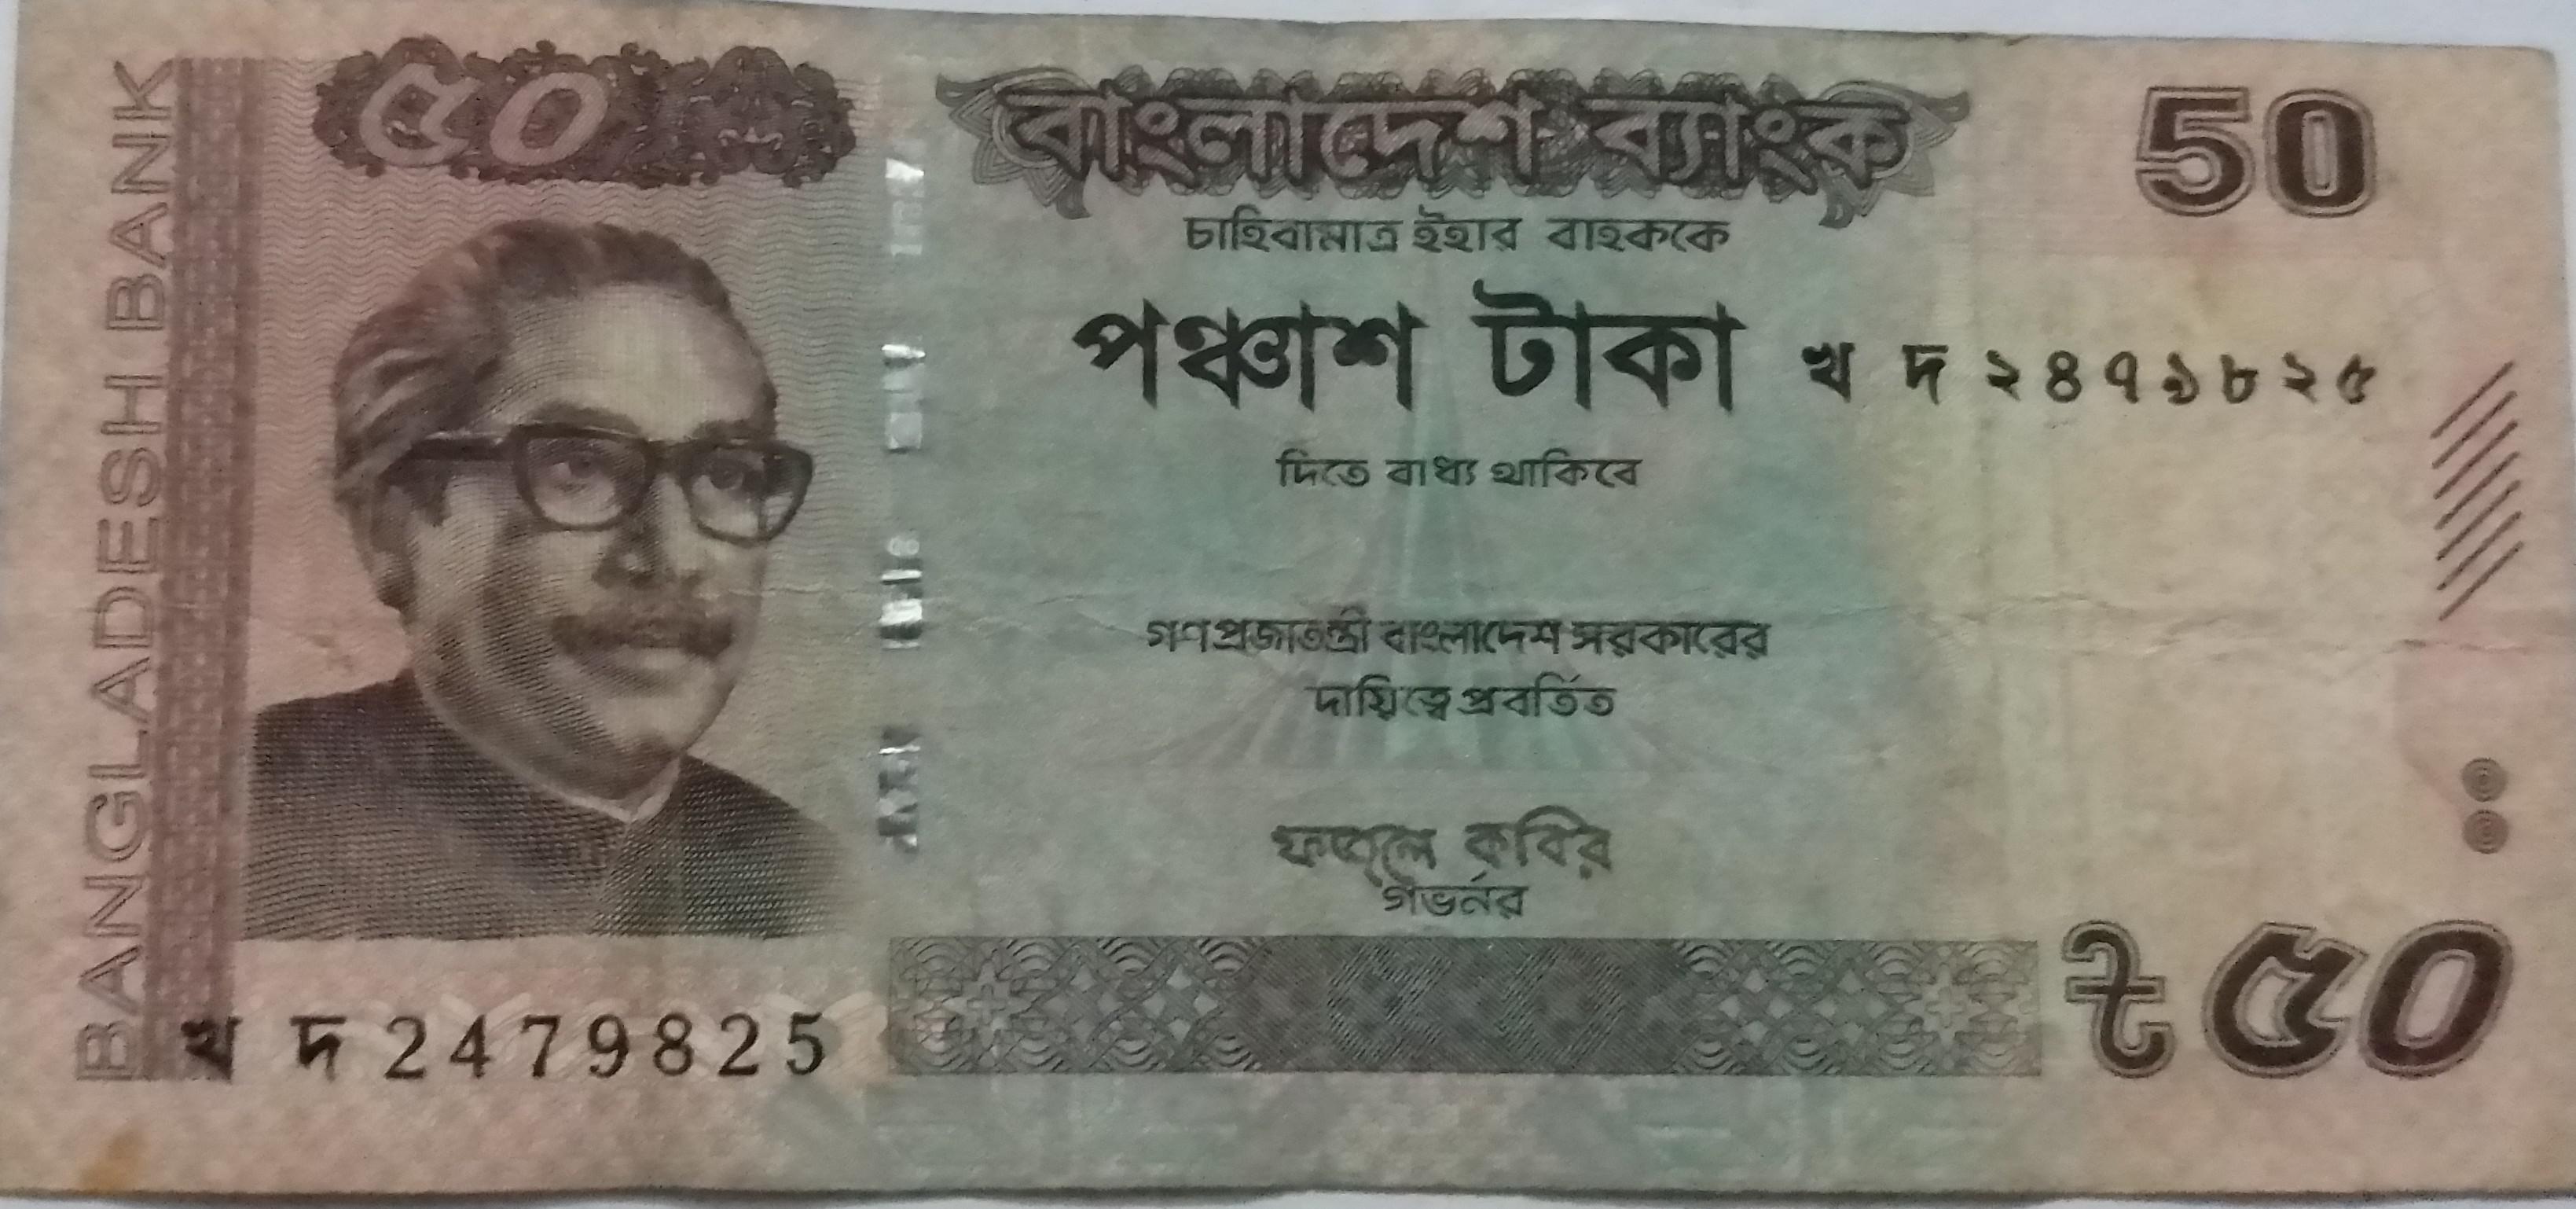 BANGLADESH BANK
৫০
বাংলাদেশ ব্যাংক
50
চাহিবামাত্র ইহার বাহককে
পঞ্চাশ টাকা
খ দ ২৪৭৯৮২৫
দিতে বাধ্য থাকিবে
গণপ্রজাতন্ত্রী বাংলাদেশ সরকারের
দায়িত্বে প্রবর্তিত
ফজলে কবির
গভর্নর
খ দ 2479825
৳ ৫০